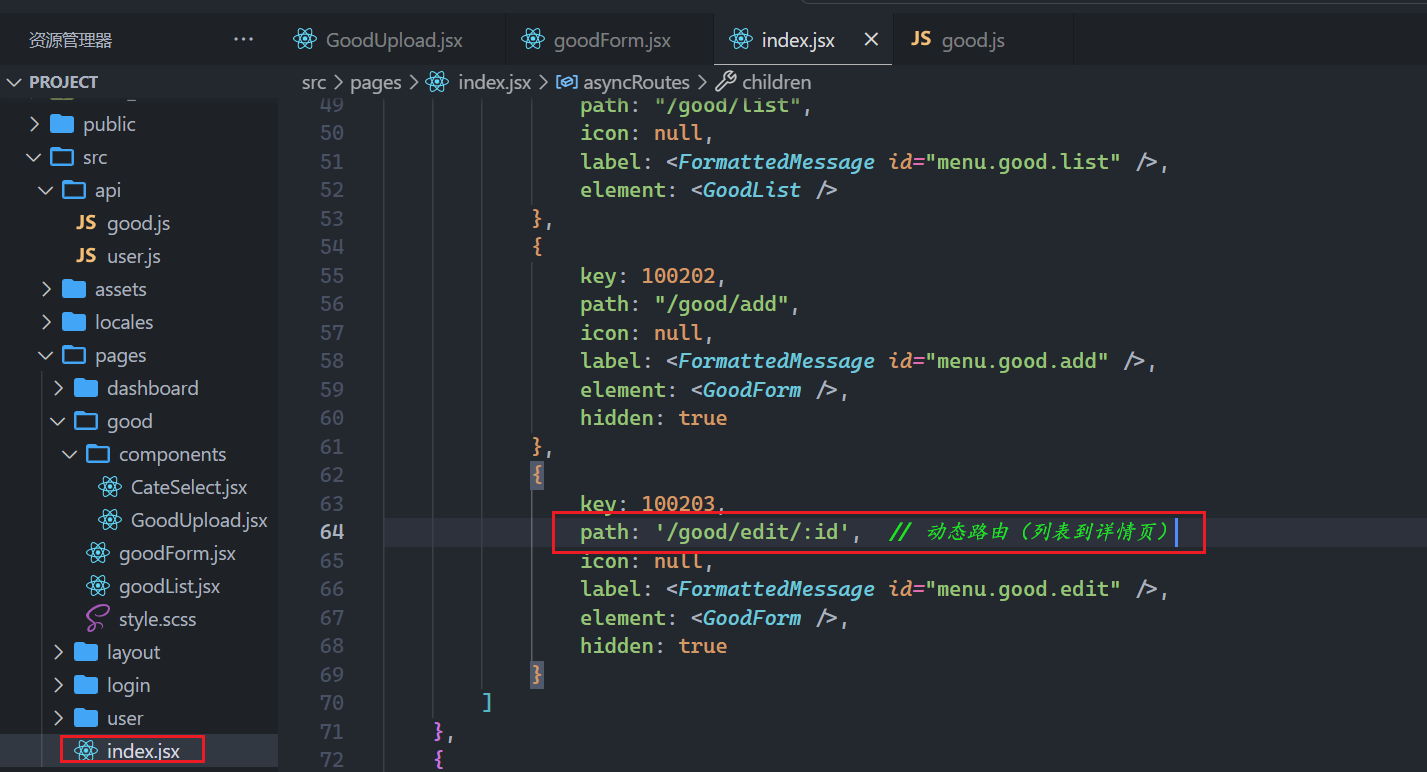 资源管理器 ···
GoodUpload.jsx goodForm.jsx index.jsx × JS good.js
PROJECT
public
src
api
JS good.js
JS user.js
assets
locales
pages
dashboard
good
components
CateSelect.jsx
GoodUpload.jsx
goodForm.jsx
goodList.jsx
style.scss
layout
login
user
index.jsx
src > pages > index.jsx > asyncRoutes > children
49 path: "/good/list",
50 icon: null,
51 label: <FormattedMessage id="menu.good.list" />,
52 element: <GoodList />
53 },
54 {
55 key: 100202,
56 path: "/good/add",
57 icon: null,
58 label: <FormattedMessage id="menu.good.add" />,
59 element: <GoodForm />,
60 hidden: true
61 },
62 {
63 key: 100203,
64 path: '/good/edit/:id', // 动态路由（列表到详情页）
65 icon: null,
66 label: <FormattedMessage id="menu.good.edit" />,
67 element: <GoodForm />,
68 hidden: true
69 }
70 ]
71 },
72 {